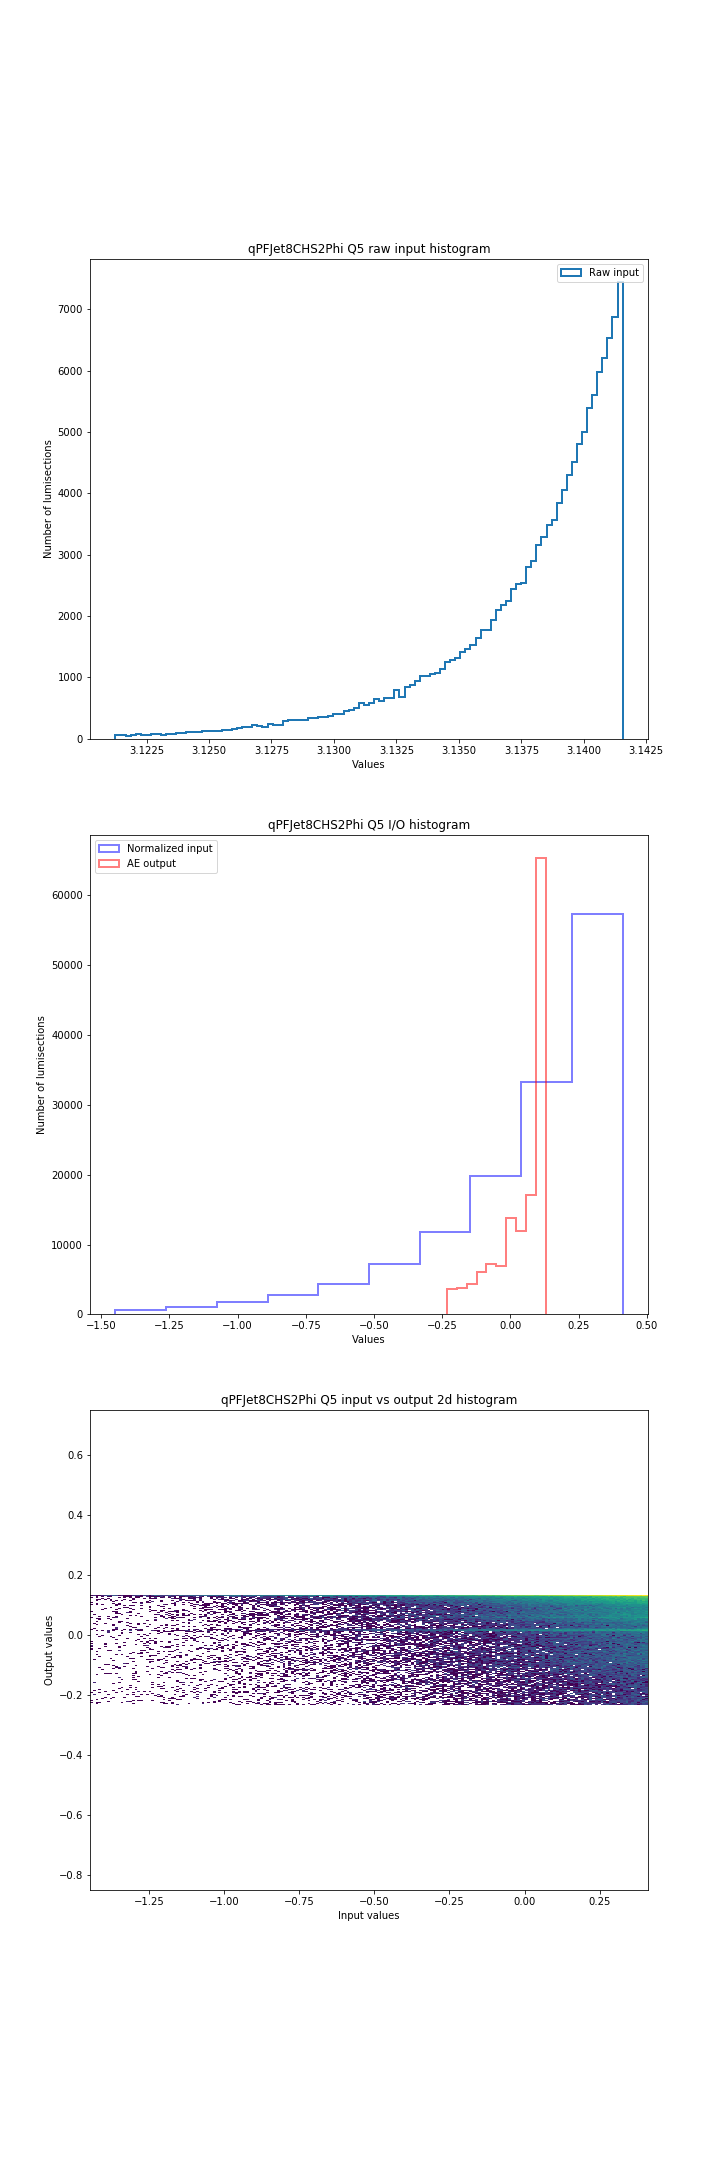 qPFJet8CHS2Phi Q5 raw input histogram
Raw input
7000
6000
5000
4000
3000
2000
1000
0
Number of lumisections
3.1225 3.1250 3.1275 3.1300 3.1325 3.1350 3.1375 3.1400 3.1425
Values
qPFJet8CHS2Phi Q5 I/O histogram
Normalized input
AE output
60000
50000
40000
30000
20000
10000
0
Number of lumisections
−1.50 −1.25 −1.00 −0.75 −0.50 −0.25 0.00 0.25 0.50
Values
qPFJet8CHS2Phi Q5 input vs output 2d histogram
0.6
0.4
0.2
0.0
−0.2
−0.4
−0.6
−0.8
Output values
−1.25 −1.00 −0.75 −0.50 −0.25 0.00 0.25
Input values